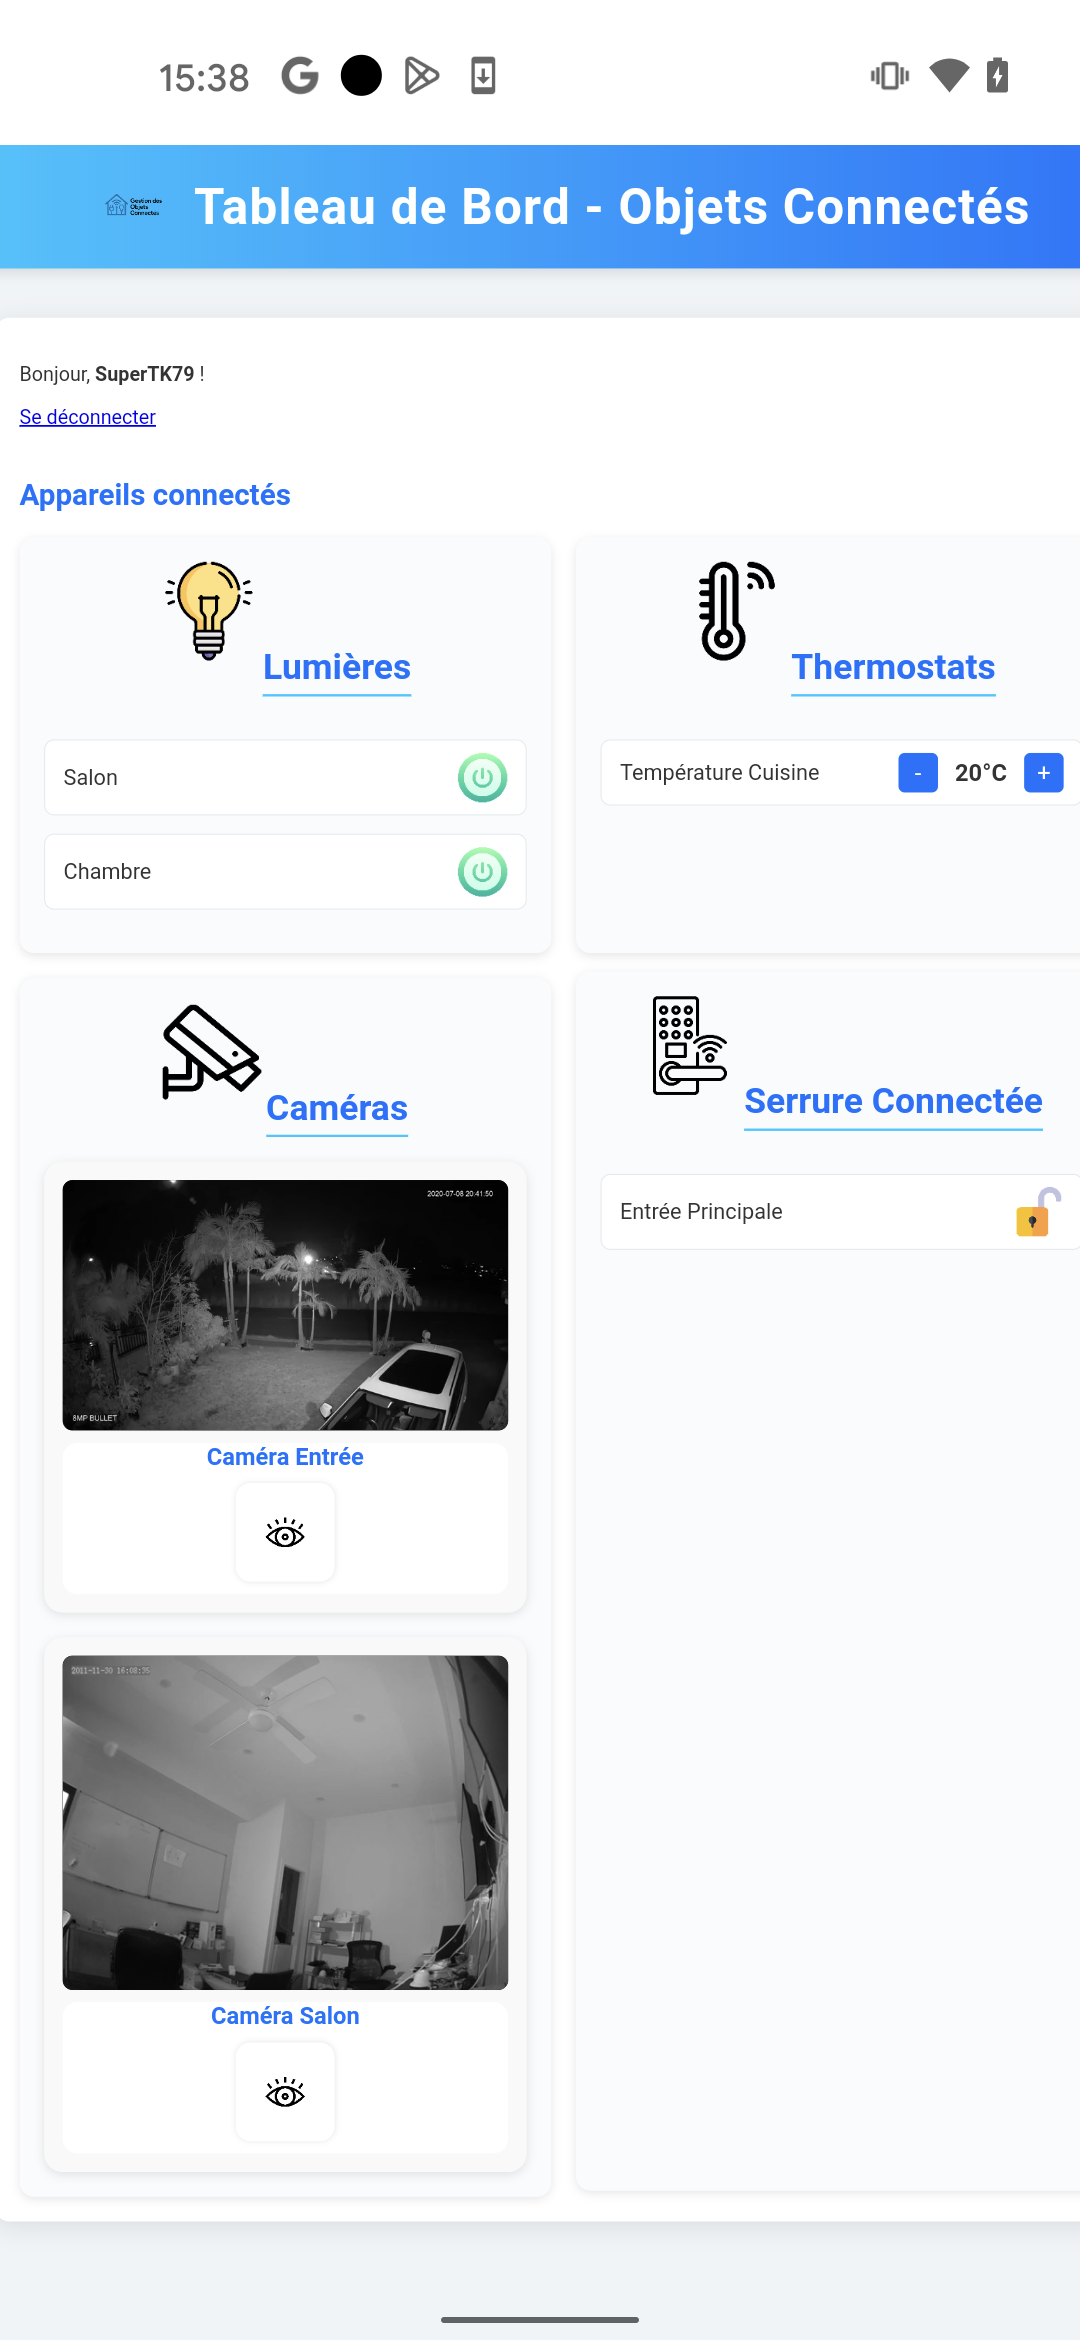 15:38
Gestion des
Objets
Connectés
Tableau de Bord - Objets Connectés
Bonjour, SuperTK79 !
Se déconnecter
Appareils connectés
Lumières
Salon
Chambre
Thermostats
Température Cuisine - 20°C +
Caméras
2020-07-08 20:41:50
8MP BULLET
Caméra Entrée
2011-11-30 16:08:35
Caméra Salon
Serrure Connectée
Entrée Principale